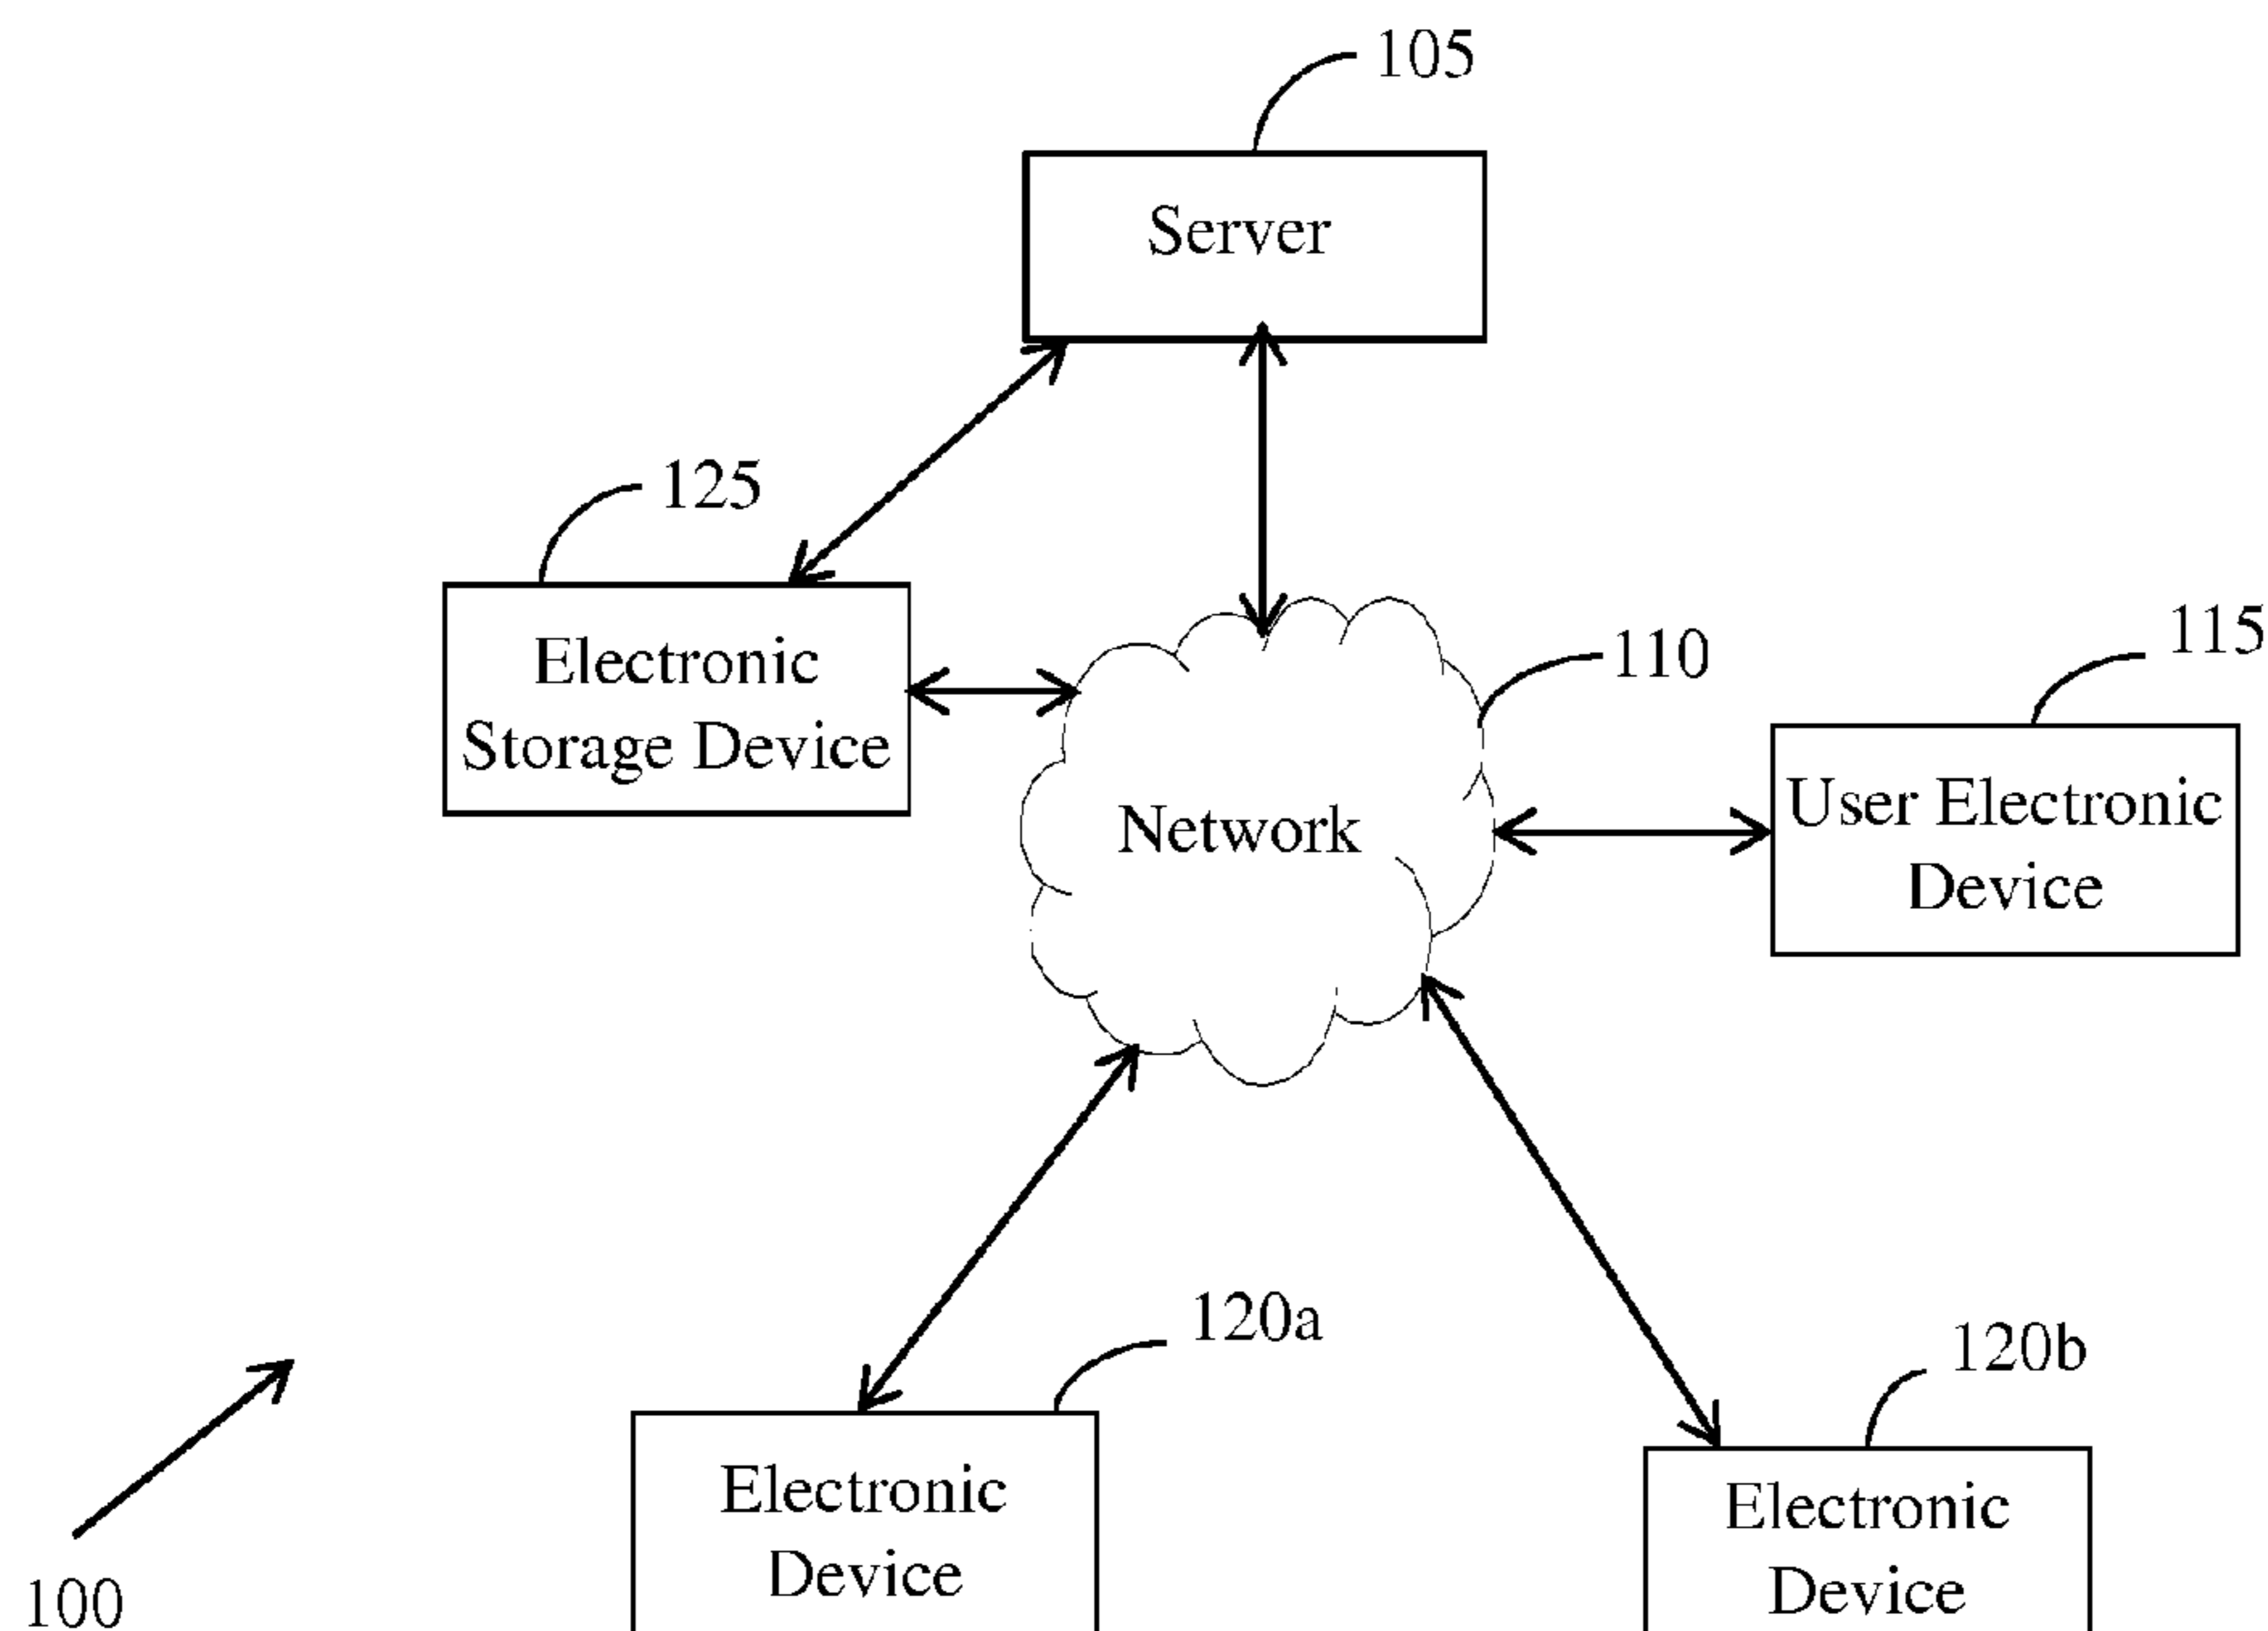 105
Server
125
Electronic
Storage Device
110
115
Network
User Electronic
Device
120a
120b
Electronic
Device
Electronic
Device
100